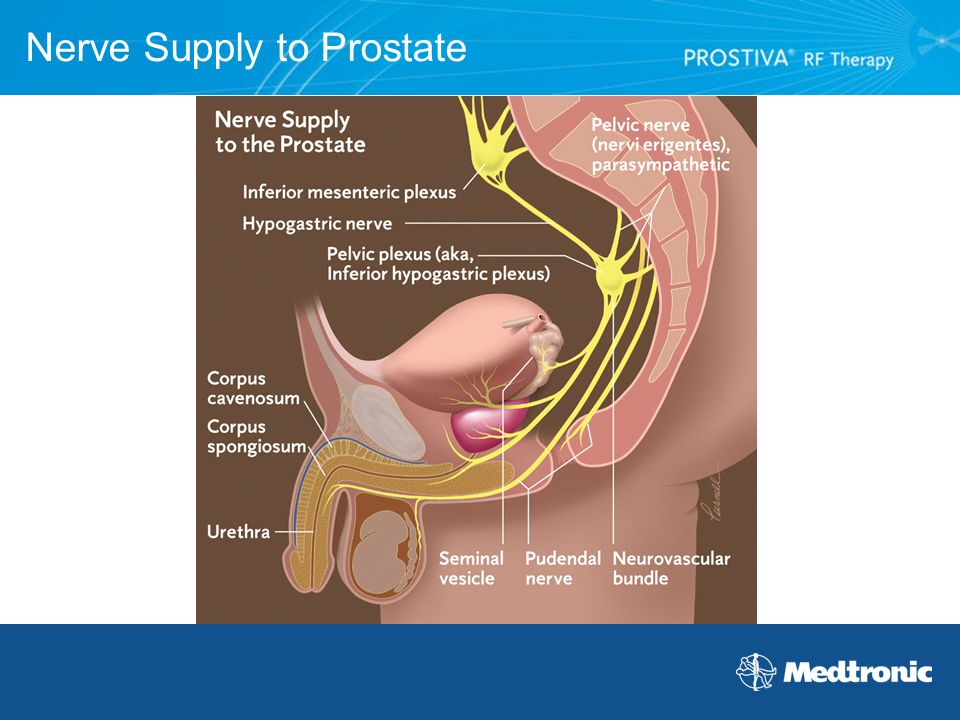 Nerve Supply to Prostate
PROSTIVA® RF Therapy
Nerve Supply
to the Prostate
Pelvic nerve
(nervi erigentes),
parasympathetic
Inferior mesenteric plexus
Hypogastric nerve
Pelvic plexus (aka,
Inferior hypogastric plexus)
Corpus
cavenosum
Corpus
spongiosum
Urethra
Seminal
vesicle
Pudendal
nerve
Neurovascular
bundle
Medtronic